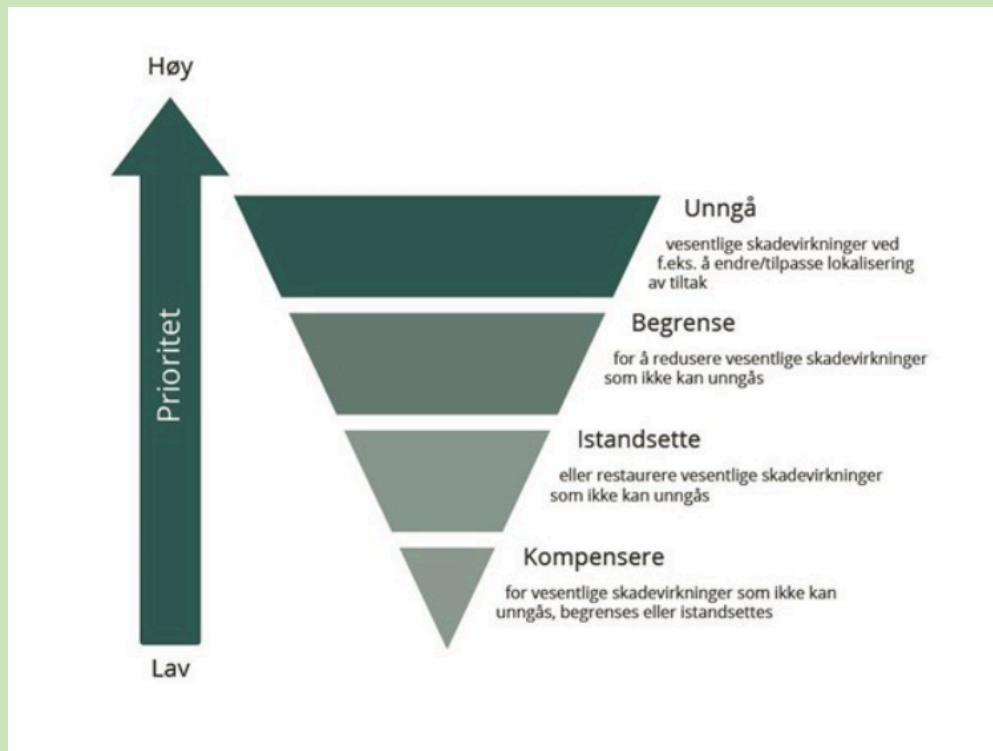 Høy
Prioritet
Lav
Unngå
vesentlige skadevirkninger ved
f.eks. å endre/tilpasse lokalisering
av tiltak
Begrense
for å redusere vesentlige skadevirkninger
som ikke kan unngås
Istandsette
eller restaurere vesentlige skadevirkninger
som ikke kan unngås
Kompensere
for vesentlige skadevirkninger som ikke kan
unngås, begrenses eller istandsettes